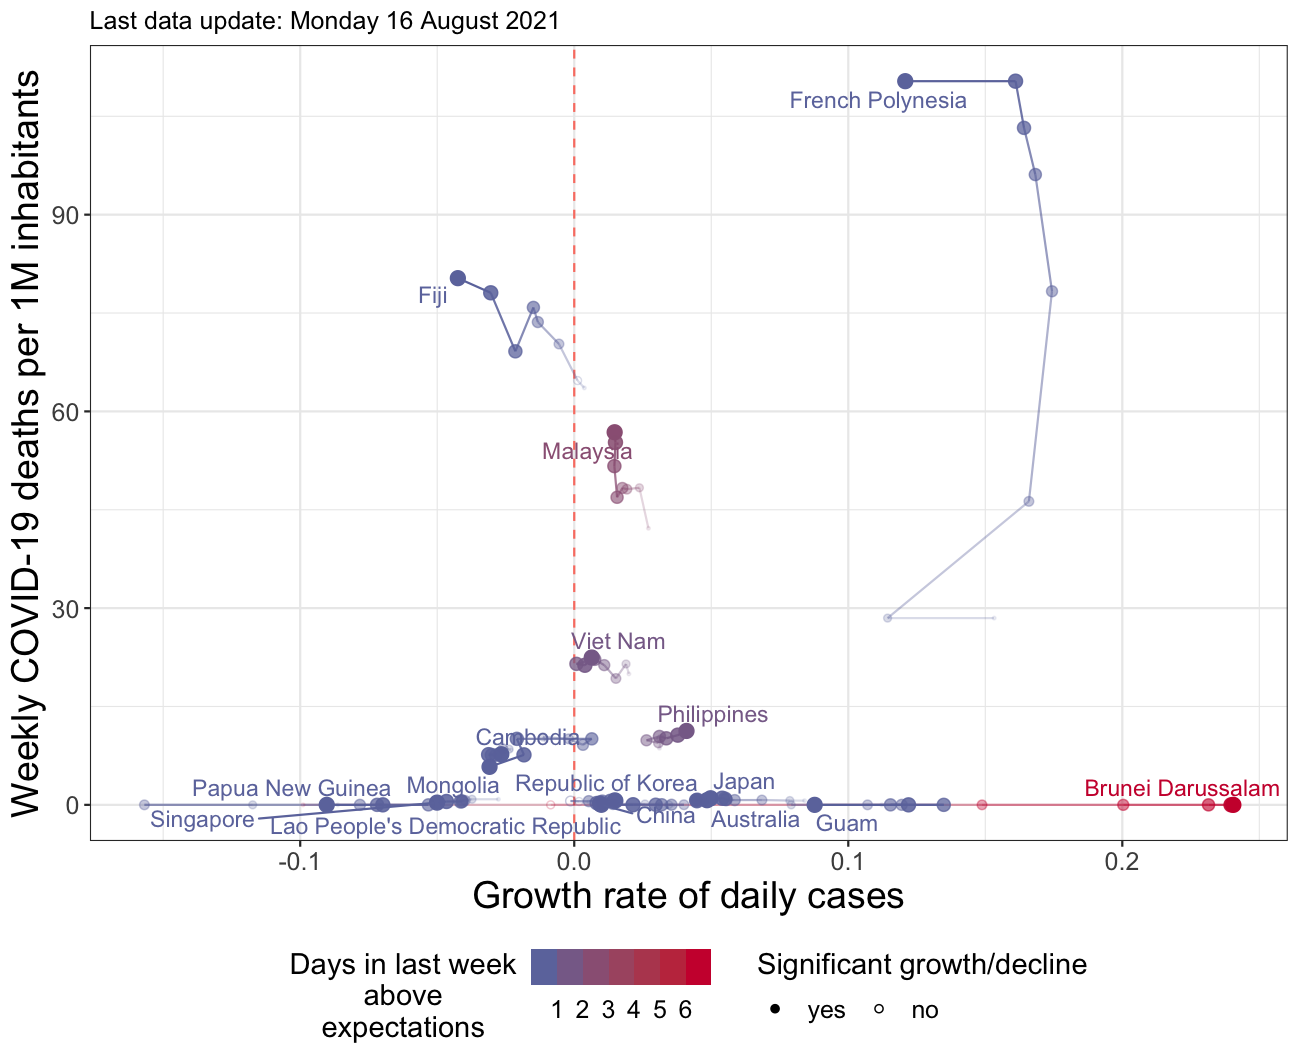 Last data update: Monday 16 August 2021
Weekly COVID-19 deaths per 1M inhabitants
90
60
30
0
French Polynesia
Fiji
Malaysia
Viet Nam
Philippines
Cambodia
Papua New Guinea
Mongolia
Republic of Korea
Japan
Brunei Darussalam
Singapore
Lao People's Democratic Republic
China
Australia
Guam
-0.1
0.0
0.1
0.2
Growth rate of daily cases
Days in last week
above
expectations
1 2 3 4 5 6
Significant growth/decline
yes
no